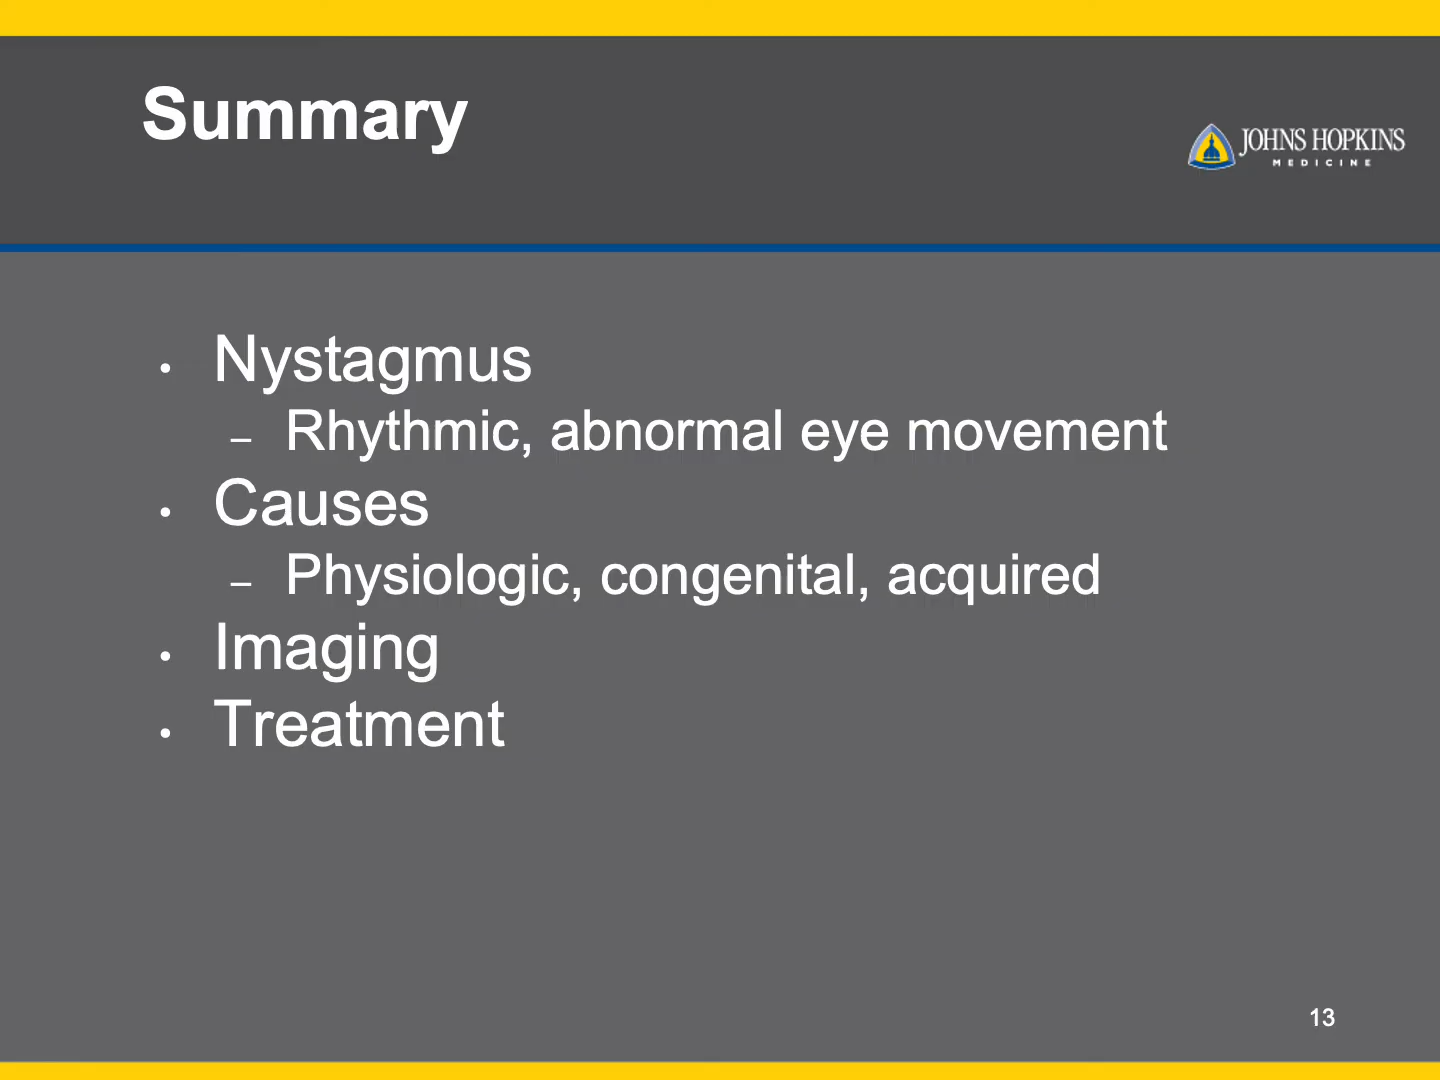 Summary
JOHNS HOPKINS
MEDICINE
• Nystagmus
– Rhythmic, abnormal eye movement
• Causes
– Physiologic, congenital, acquired
• Imaging
• Treatment
13